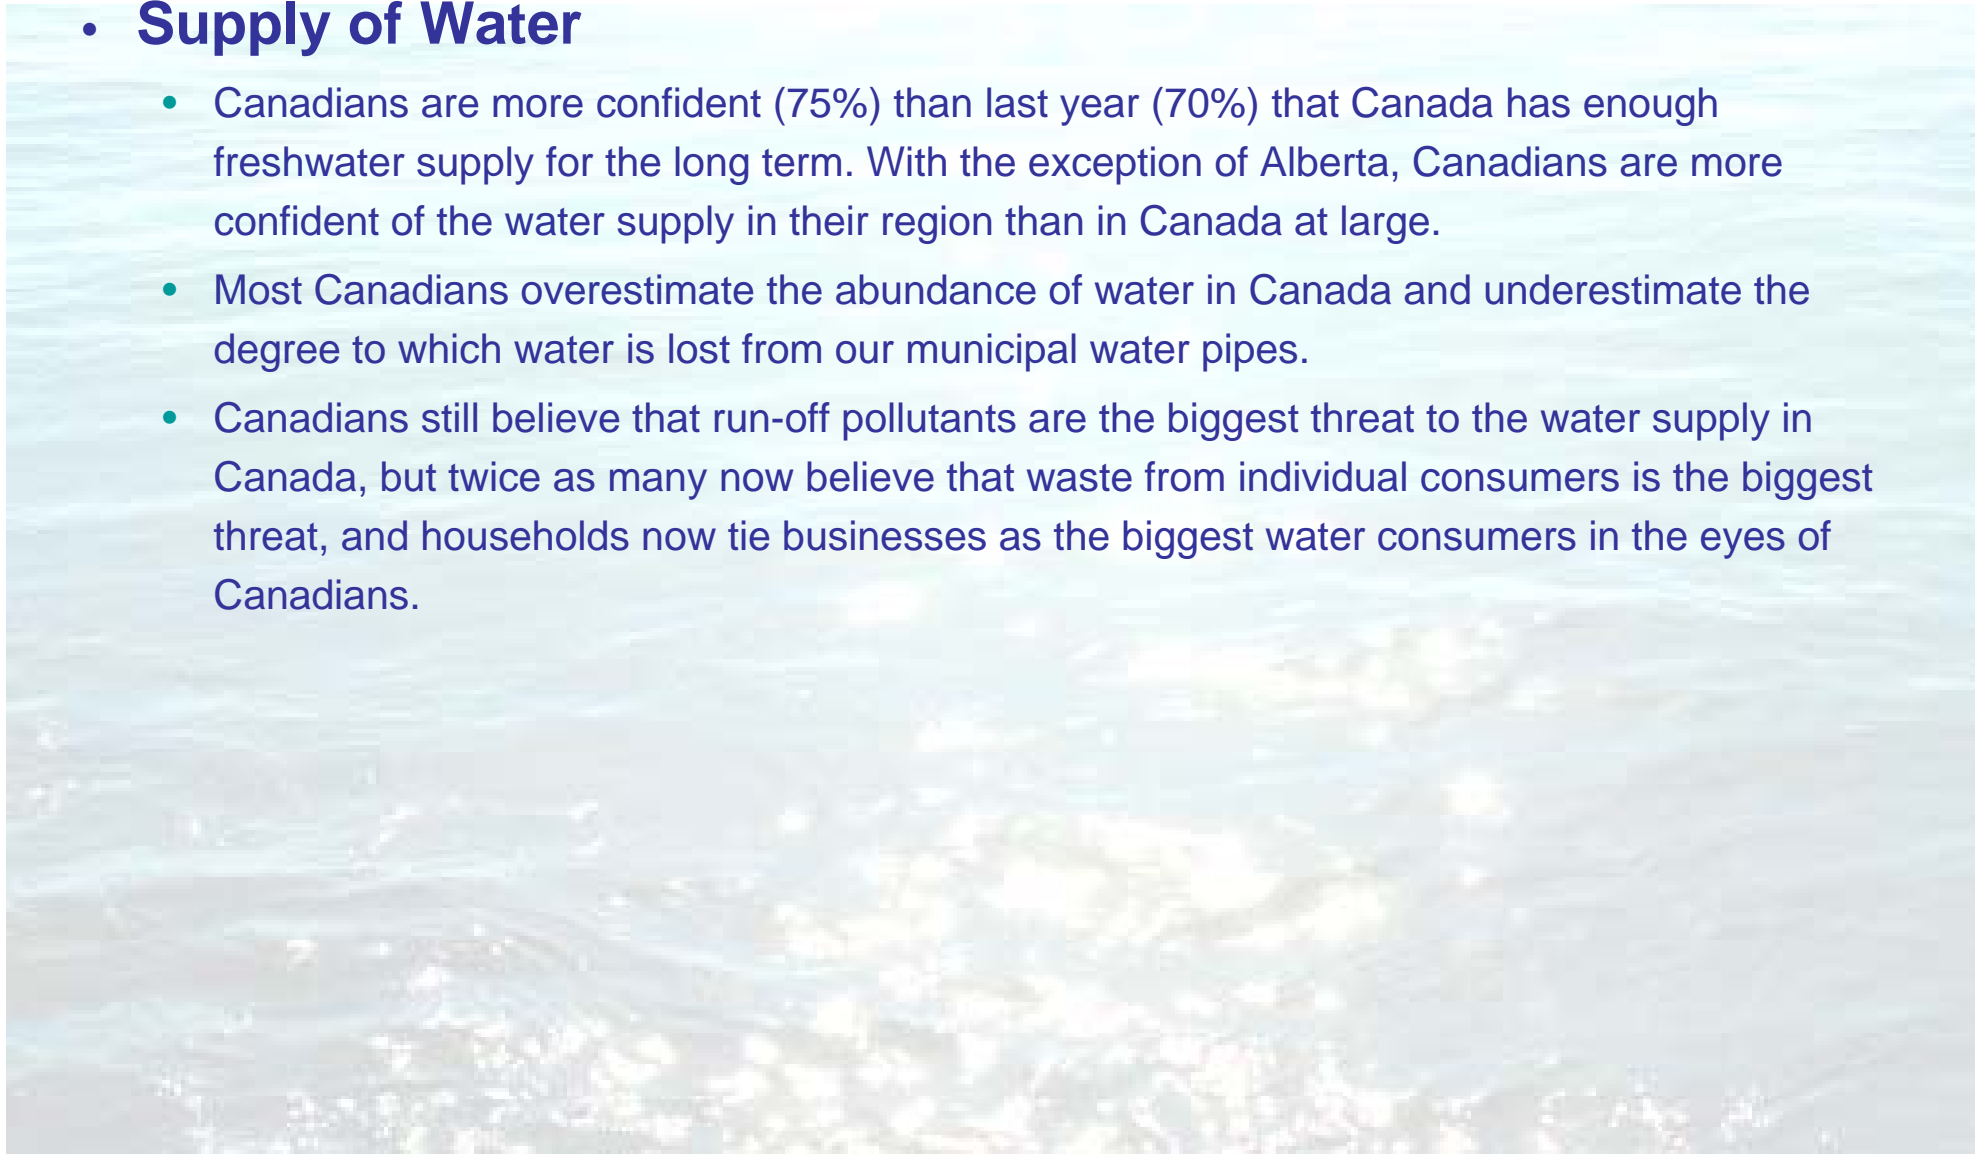 • Supply of Water
• Canadians are more confident (75%) than last year (70%) that Canada has enough
freshwater supply for the long term. With the exception of Alberta, Canadians are more
confident of the water supply in their region than in Canada at large.
• Most Canadians overestimate the abundance of water in Canada and underestimate the
degree to which water is lost from our municipal water pipes.
• Canadians still believe that run-off pollutants are the biggest threat to the water supply in
Canada, but twice as many now believe that waste from individual consumers is the biggest
threat, and households now tie businesses as the biggest water consumers in the eyes of
Canadians.